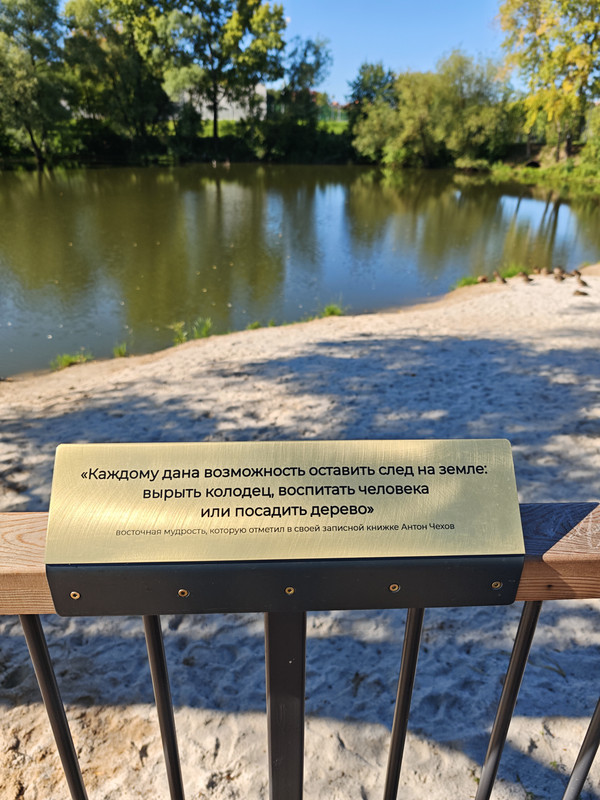 «Каждому дана возможность оставить след на земле:
вырыть колодец, воспитать человека
или посадить дерево»
восточная мудрость, которую отметил в своей записной книжке Антон Чехов